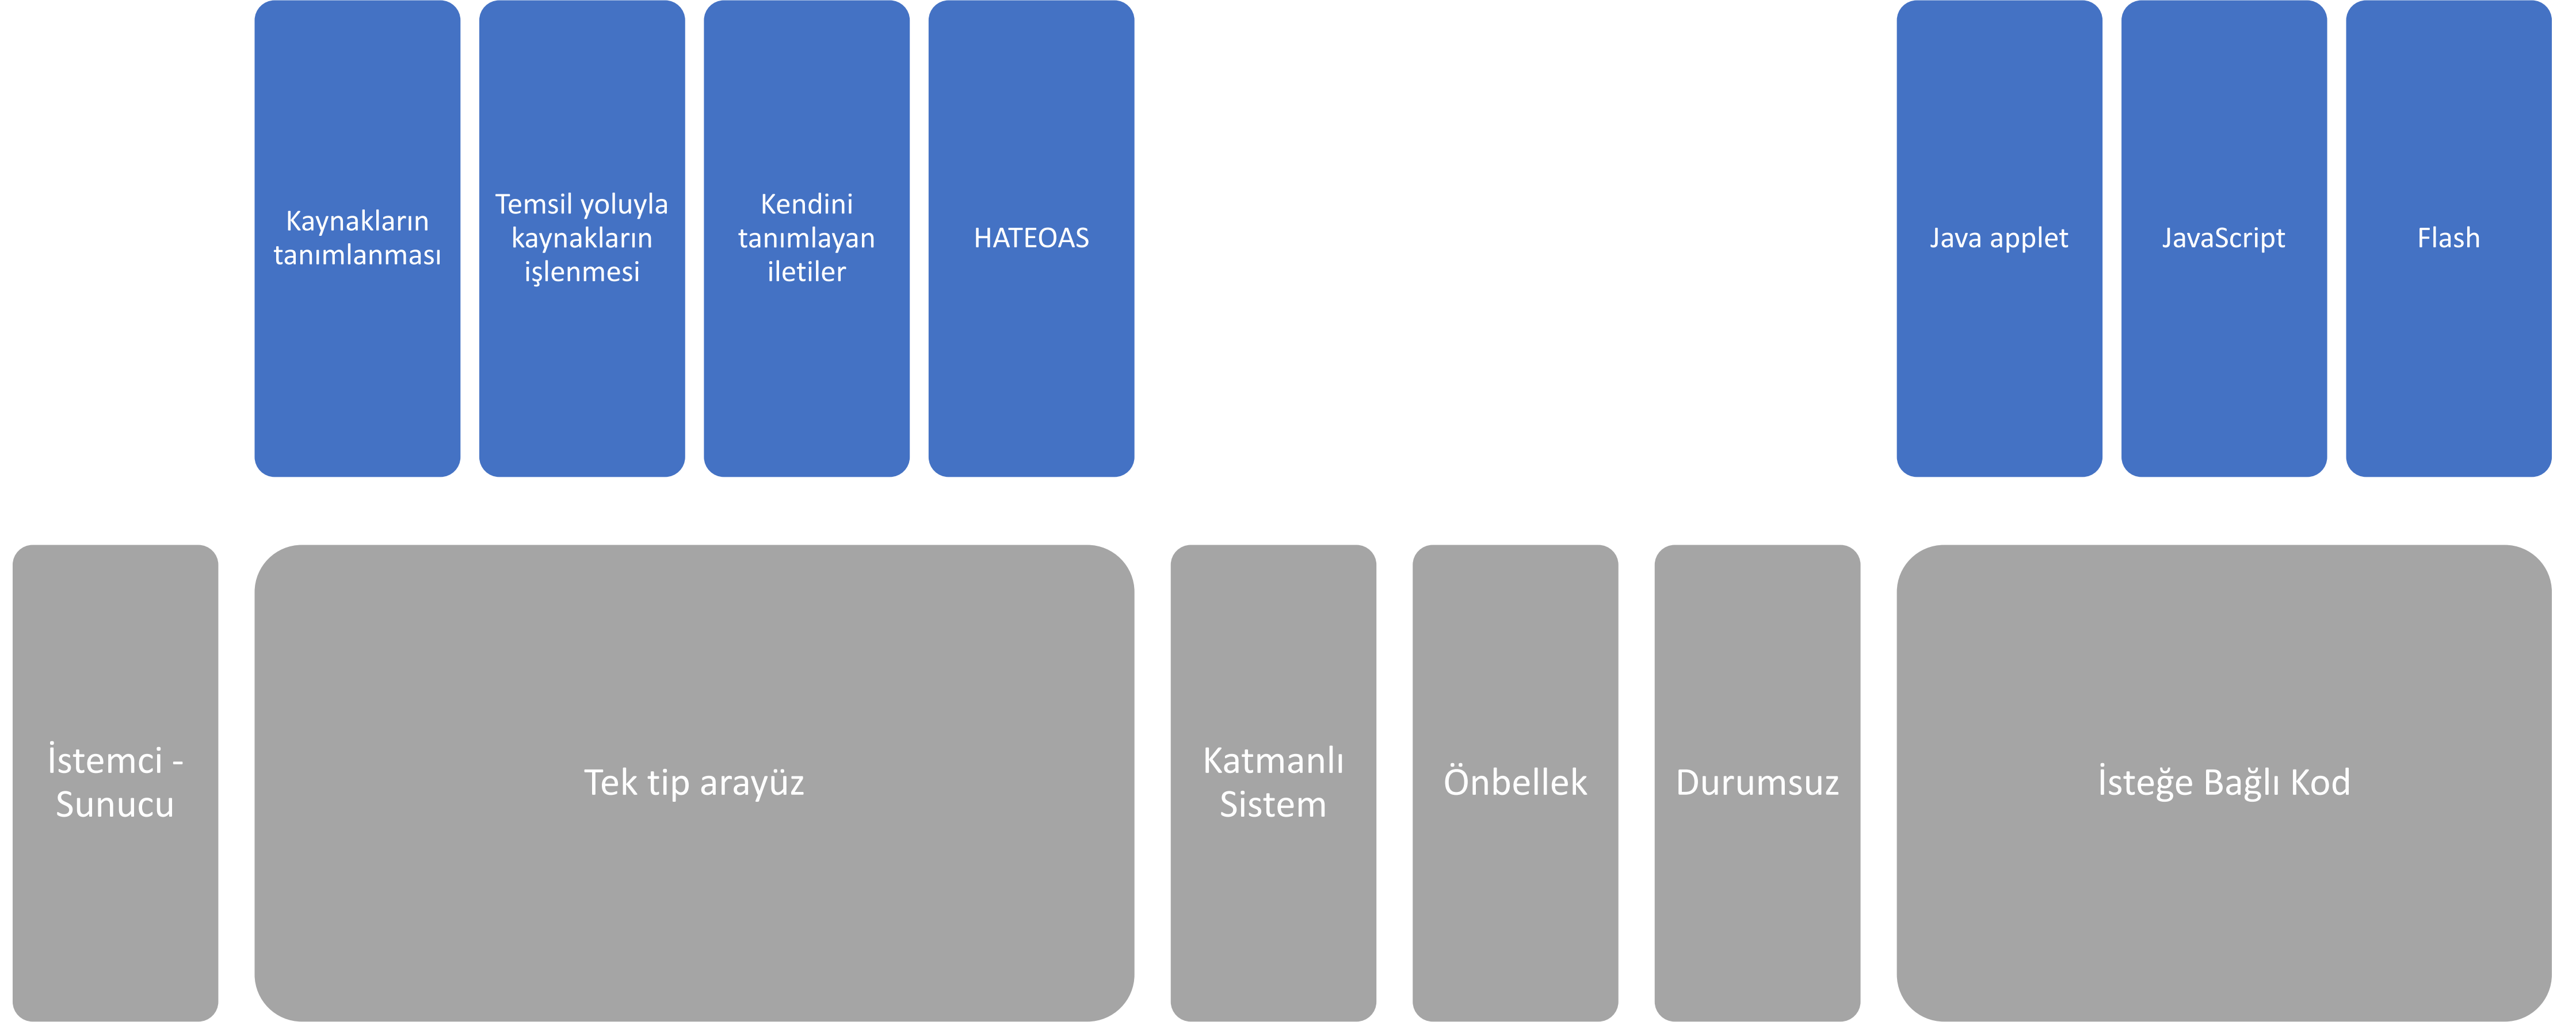 Kaynakların
tanımlanması
Temsil yoluyla
kaynakların
işlenmesi
Kendini
tanımlayan
iletiler
HATEOAS
Java applet
JavaScript
Flash
İstemci -
Sunucu
Tek tip arayüz
Katmanlı
Sistem
Önbellek
Durumsuz
İsteğe Bağlı Kod